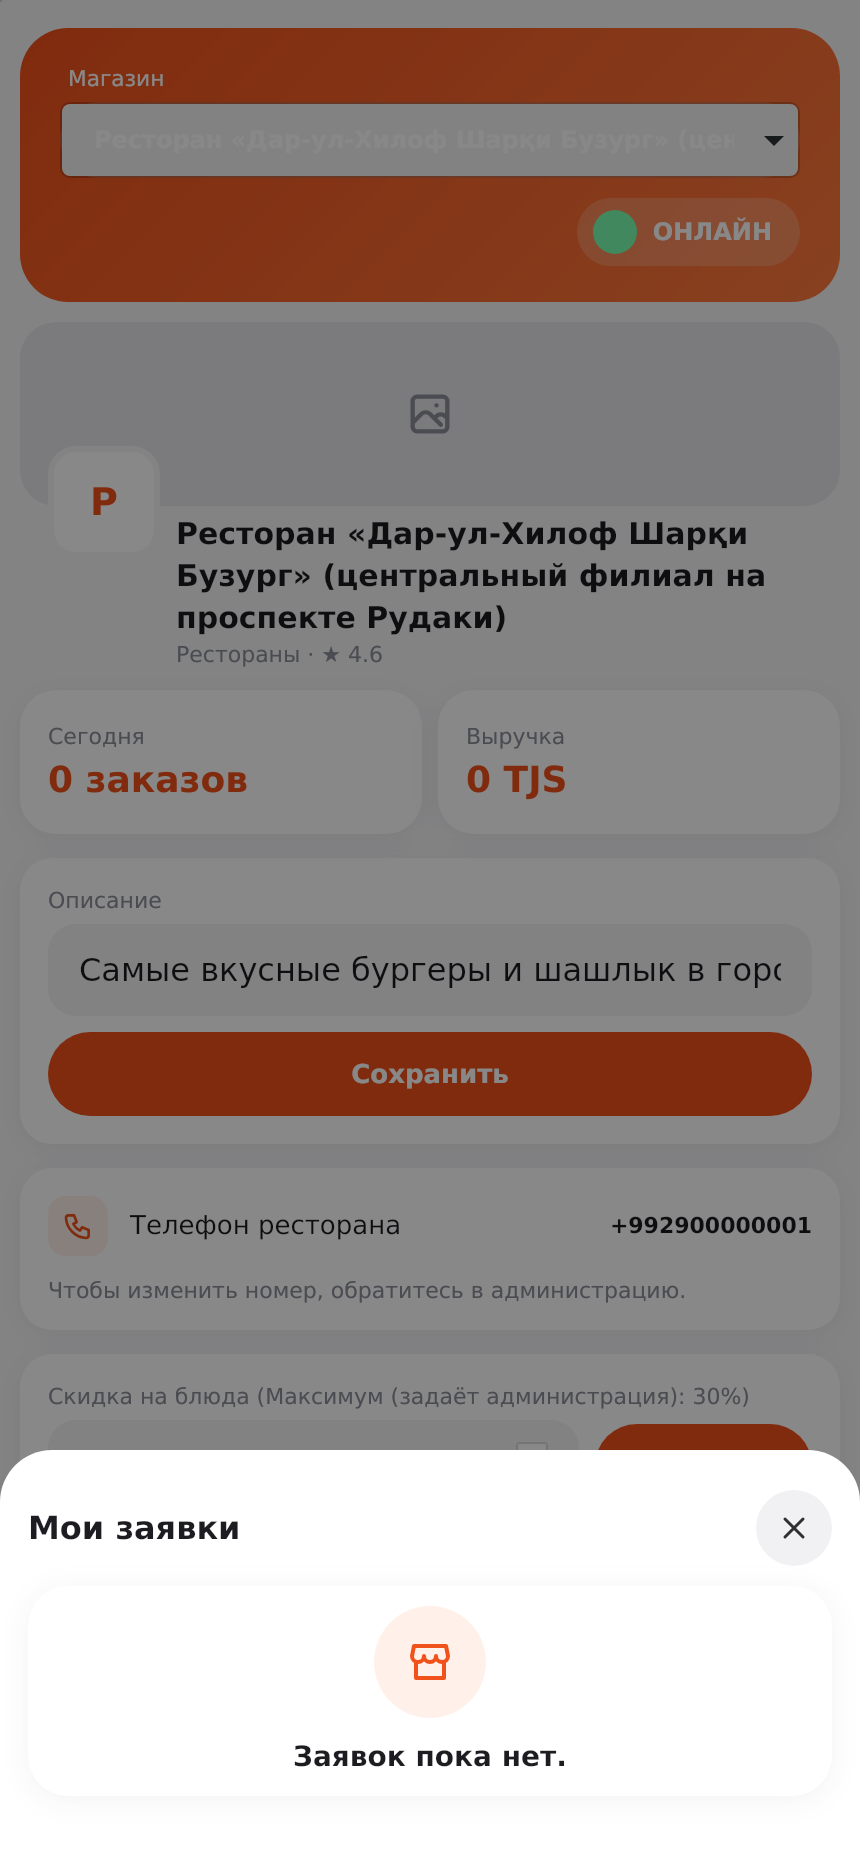 Магазин
Ресторан «Дар-ул-Хилоф Шарқи Бузург» (цен
ОНЛАЙН
Р
Ресторан «Дар-ул-Хилоф Шарқи
Бузург» (центральный филиал на
проспекте Рудаки)
Рестораны · ★ 4.6
Сегодня
0 заказов
Выручка
0 TJS
Описание
Самые вкусные бургеры и шашлык в горо
Сохранить
Телефон ресторана
+992900000001
Чтобы изменить номер, обратитесь в администрацию.
Скидка на блюда (Максимум (задаёт администрация): 30%)
Мои заявки
Заявок пока нет.